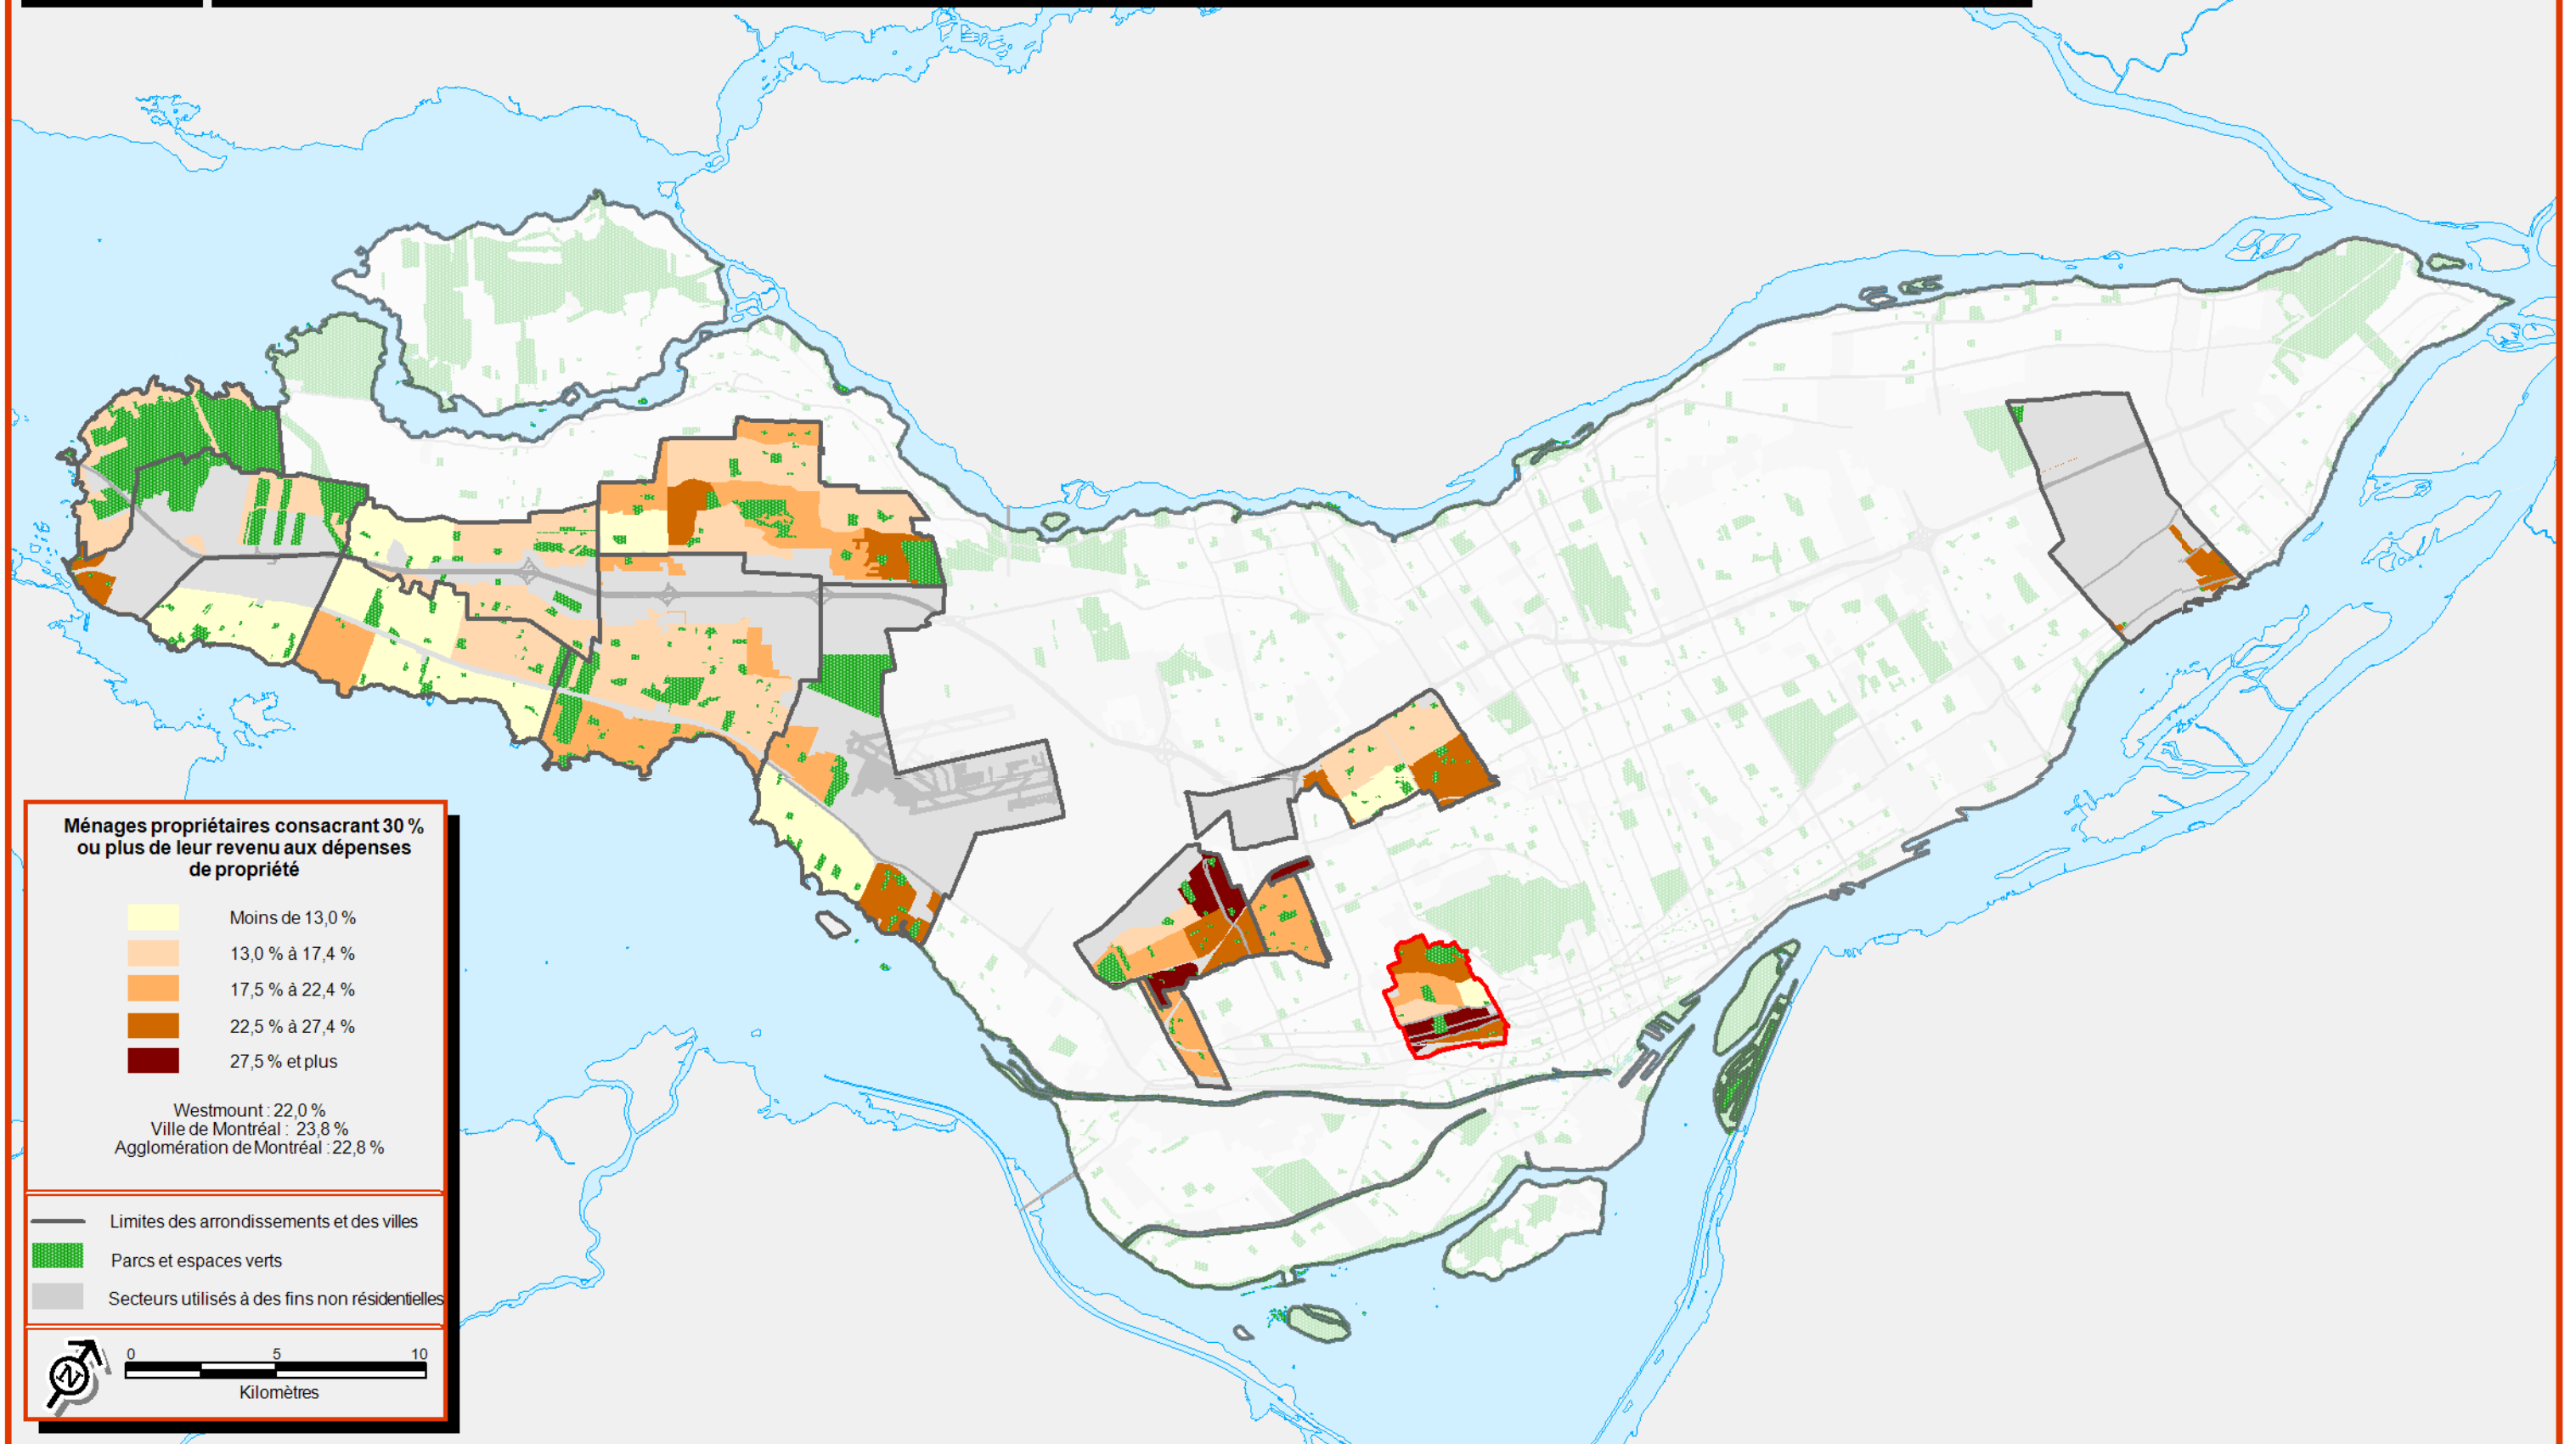 Ménages propriétaires consacrant 30 %
ou plus de leur revenu aux dépenses
de propriété
Moins de 13,0 %
13,0 % à 17,4 %
17,5 % à 22,4 %
22,5 % à 27,4 %
27,5 % et plus
Westmount : 22,0 %
Ville de Montréal : 23,8 %
Agglomération de Montréal : 22,8 %
Limites des arrondissements et des villes
Parcs et espaces verts
Secteurs utilisés à des fins non résidentielles
N
0 5 10
Kilomètres